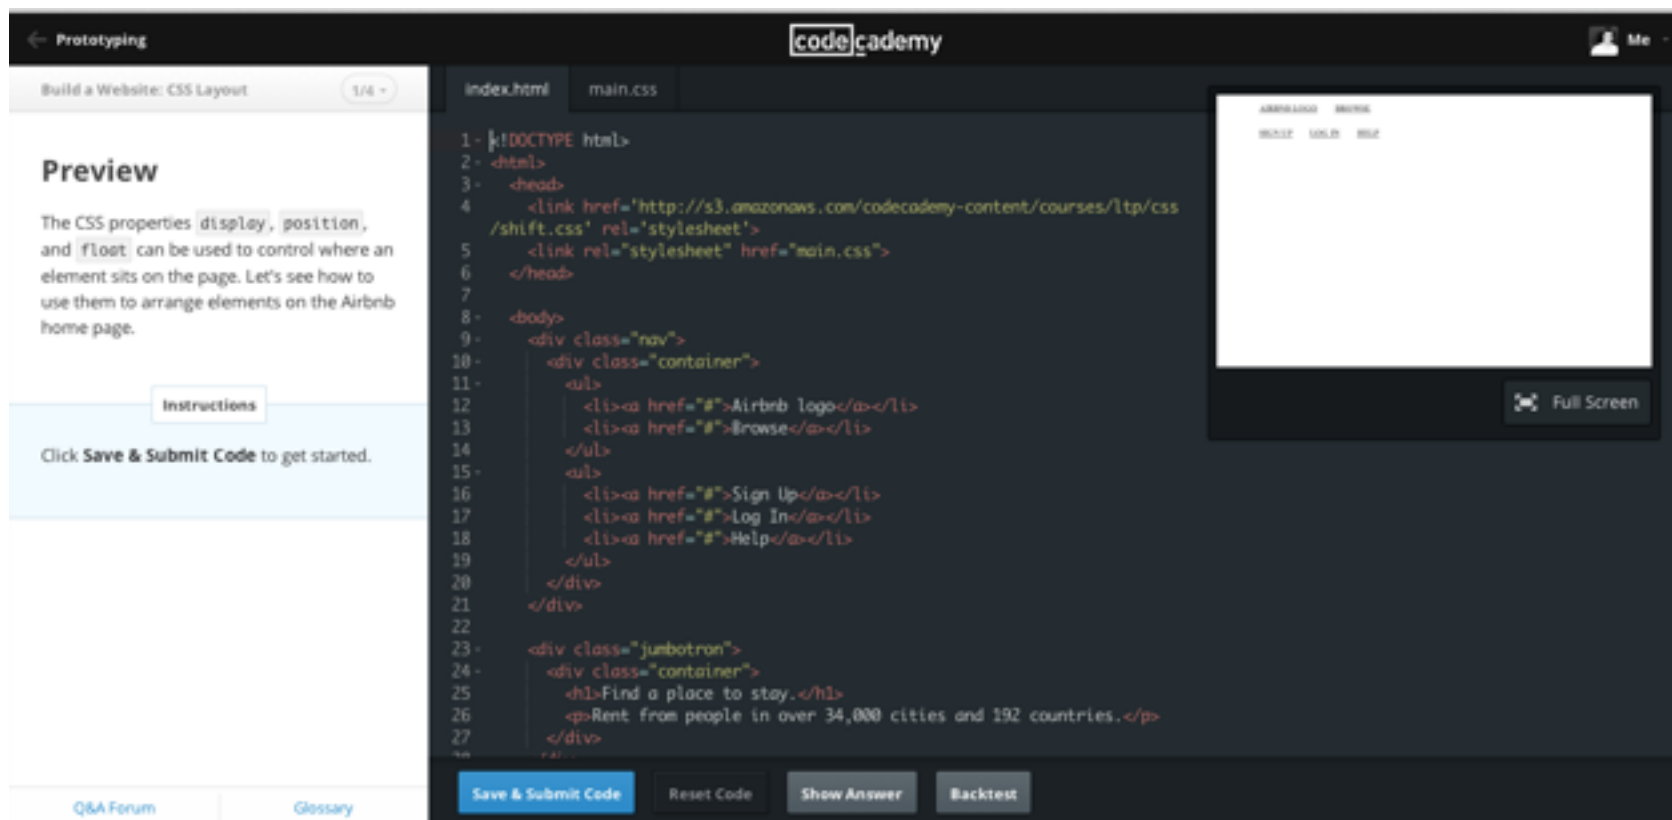 ← Prototyping
codecademy
Me
Build a Website: CSS Layout
1/4
Preview
The CSS properties display, position,
and float can be used to control where an
element sits on the page. Let's see how to
use them to arrange elements on the Airbnb
home page.
Instructions
Click Save & Submit Code to get started.
Q&A Forum
Glossary
index.html
main.css
1 <!DOCTYPE html>
2 <html>
3 <head>
4 <link href='http://s3.amazonaws.com/codecademy-content/courses/ltp/css
/shift.css' rel='stylesheet'>
5 <link rel="stylesheet" href="main.css">
6 </head>
7
8 <body>
9 <div class="nav">
10 <div class="container">
11 <ul>
12 <li><a href="#">Airbnb logo</a></li>
13 <li><a href="#">Browse</a></li>
14 </ul>
15 <ul>
16 <li><a href="#">Sign Up</a></li>
17 <li><a href="#">Log In</a></li>
18 <li><a href="#">Help</a></li>
19 </ul>
20 </div>
21 </div>
22
23 <div class="jumbotron">
24 <div class="container">
25 <h1>Find a place to stay.</h1>
26 <p>Rent from people in over 34,000 cities and 192 countries.</p>
27 </div>
AIRBNB LOGO BROWSE
SIGN UP LOG IN HELP
Full Screen
Save & Submit Code
Reset Code
Show Answer
Backtest